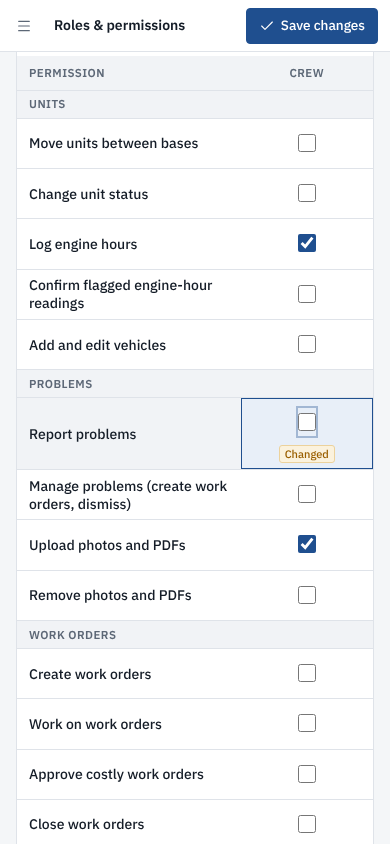 Roles & permissions
Save changes
PERMISSION
CREW
UNITS
Move units between bases
Change unit status
Log engine hours
Confirm flagged engine-hour
readings
Add and edit vehicles
PROBLEMS
Report problems
Changed
Manage problems (create work
orders, dismiss)
Upload photos and PDFs
Remove photos and PDFs
WORK ORDERS
Create work orders
Work on work orders
Approve costly work orders
Close work orders